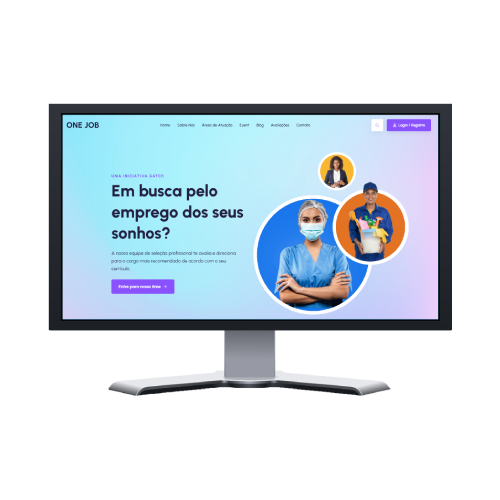 ONE JOB
Home Sobre nós Áreas de Atuação Event Blog Avaliações Contato
Login / Registro
UMA INICIATIVA GATES
Em busca pelo
emprego dos seus
sonhos?
A nossa equipe de seleção profissional te avalia e direciona
para o cargo mais recomendado de acordo com o seu
currículo.
Entre para nosso time